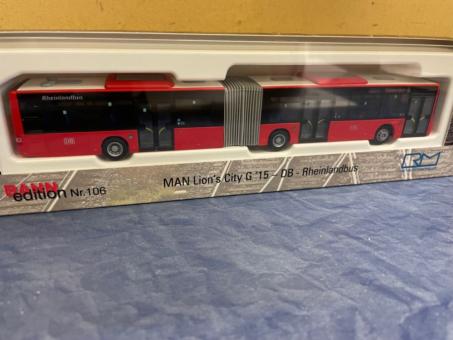 Rheinlandbus
DB
DB
BAHN
edition Nr.106
MAN Lion's City G '15 - DB - Rheinlandbus
RM